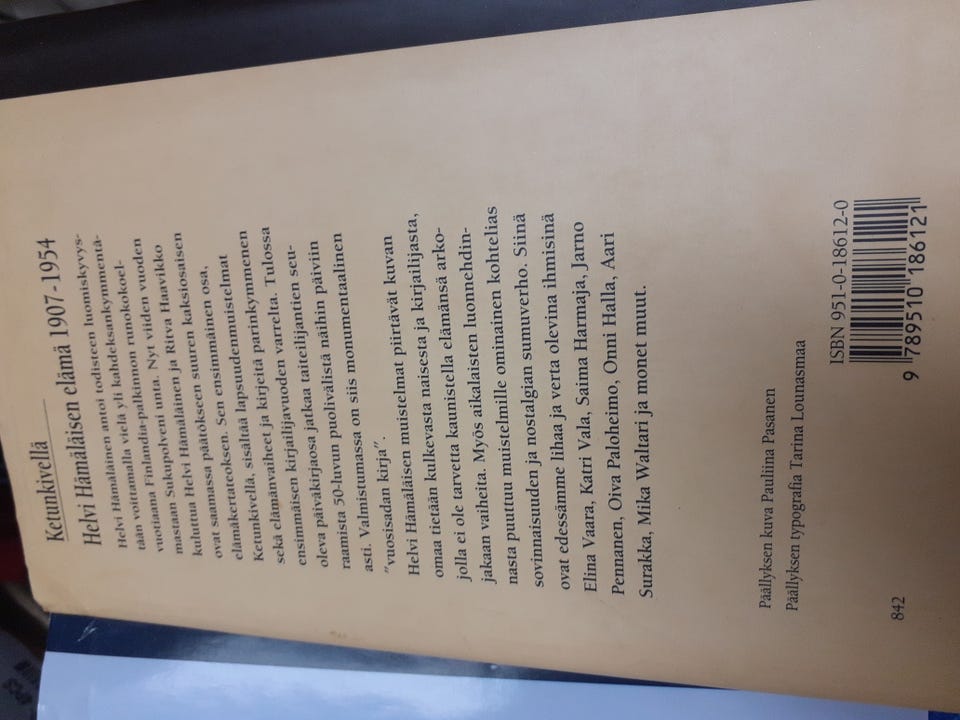 Ketunkivellä
Helvi Hämäläisen elämä 1907-1954
Helvi Hämäläinen antoi todisteen luomiskyvys-
tään voittamalla vielä yli kahdeksankymmentä-
vuotiaana Finlandia-palkinnon runokokoel-
mastaan Sukupolveni unta. Nyt viiden vuoden
kuluttua Helvi Hämäläinen ja Ritva Haavikko
ovat saamassa päätökseen suuren kaksiosaisen
elämäkertateoksen. Sen ensimmäinen osa,
Ketunkivellä, sisältää lapsuudenmuistelmat
sekä elämänvaiheet ja kirjeitä parinkymmenen
ensimmäisen kirjailijavuoden varrelta. Tulossa
oleva päiväkirjaosa jatkaa taiteilijantien seu-
raamista 50-luvun puolivälistä näihin päiviin
asti. Valmistumassa on siis monumentaalinen
"vuosisadan kirja".
Helvi Hämäläisen muistelmat piirtävät kuvan
omaa tietään kulkevasta naisesta ja kirjailijasta,
jolla ei ole tarvetta kaunistella elämänsä arko-
jakaan vaiheita. Myös aikalaisten luonnehdin-
nasta puuttuu muistelmille ominainen kohtelias
sovinnaisuuden ja nostalgian sumuverho. Siinä
ovat edessämme lihaa ja verta olevina ihmisinä
Elina Vaara, Katri Vala, Saima Harmaja, Jarno
Pennanen, Oiva Paloheimo, Onni Halla, Aari
Surakka, Mika Waltari ja monet muut.
Päällyksen kuva Pauliina Pasanen
Päällyksen typografia Tarina Lounasmaa
ISBN 951-0-18612-0
9 789510 186121
842